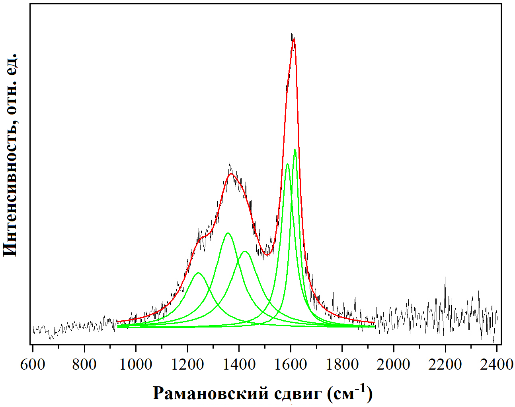 Интенсивность, отн. ед.
600 800 1000 1200 1400 1600 1800 2000 2200 2400
Рамановский сдвиг (см⁻¹)